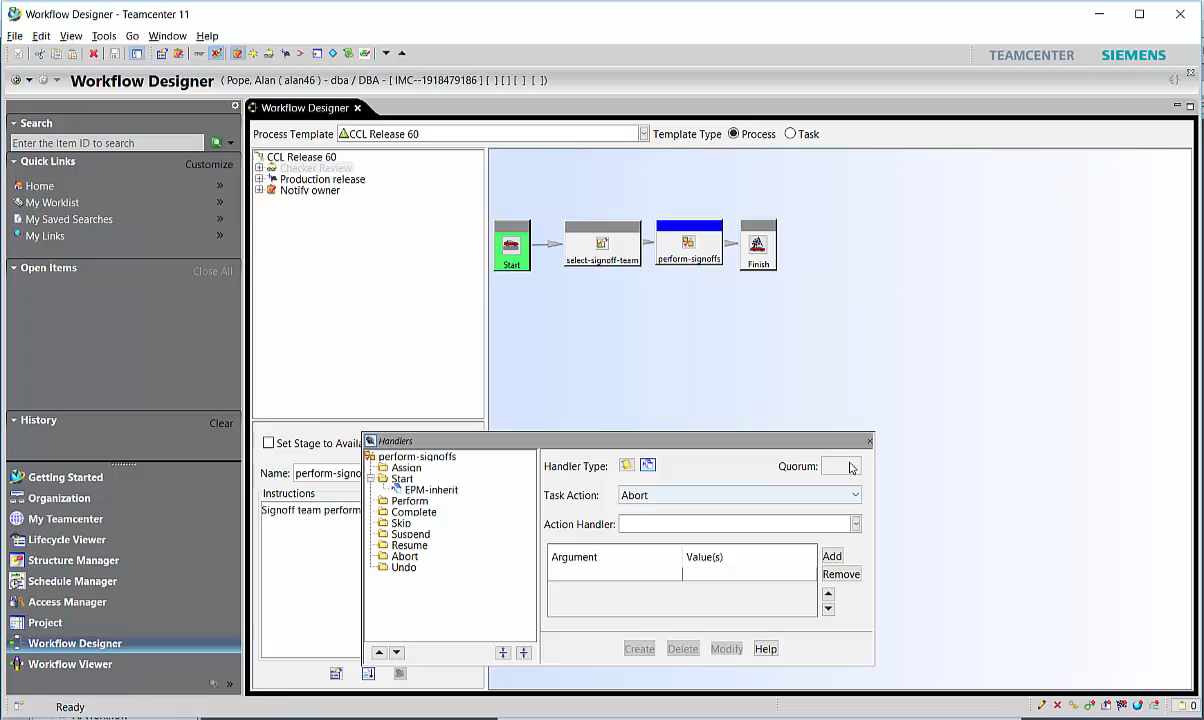 Workflow Designer - Teamcenter 11
File Edit View Tools Go Window Help
TEAMCENTER SIEMENS
Workflow Designer ( Pope, Alan ( alan46 ) - dba / DBA - [ IMC--1918479186 ] [ ] [ ] [ ] [ ] )
Search
Enter the Item ID to search
Quick Links Customize
Home
My Worklist
My Saved Searches
My Links
Open Items Close All
History Clear
Getting Started
Organization
My Teamcenter
Lifecycle Viewer
Structure Manager
Schedule Manager
Access Manager
Project
Workflow Designer
Workflow Viewer
Workflow Designer
Process Template CCL Release 60 Template Type Process Task
CCL Release 60
Checker Review
Production release
Notify owner
Start
select-signoff-team
perform-signoffs
Finish
Set Stage to Availa
Name: perform-signo
Instructions
Signoff team perform
Handlers
perform-signoffs
Assign
Start
EPM-inherit
Perform
Complete
Skip
Suspend
Resume
Abort
Undo
Handler Type: Quorum:
Task Action: Abort
Action Handler:
Argument Value(s)
Add
Remove
Create Delete Modify Help
Ready
0